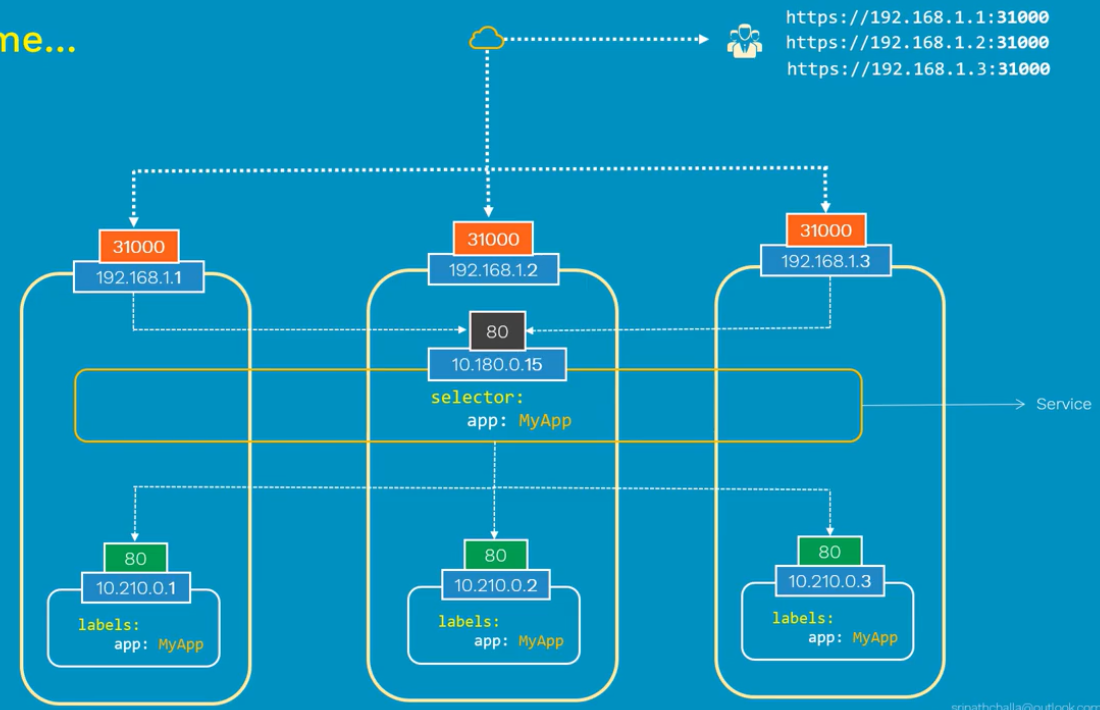 me...
https://192.168.1.1:31000
https://192.168.1.2:31000
https://192.168.1.3:31000
31000
192.168.1.1
31000
192.168.1.2
31000
192.168.1.3
80
10.180.0.15
selector:
app: MyApp
Service
80
10.210.0.1
labels:
app: MyApp
80
10.210.0.2
labels:
app: MyApp
80
10.210.0.3
labels:
app: MyApp
srinathchalla@outlook.com